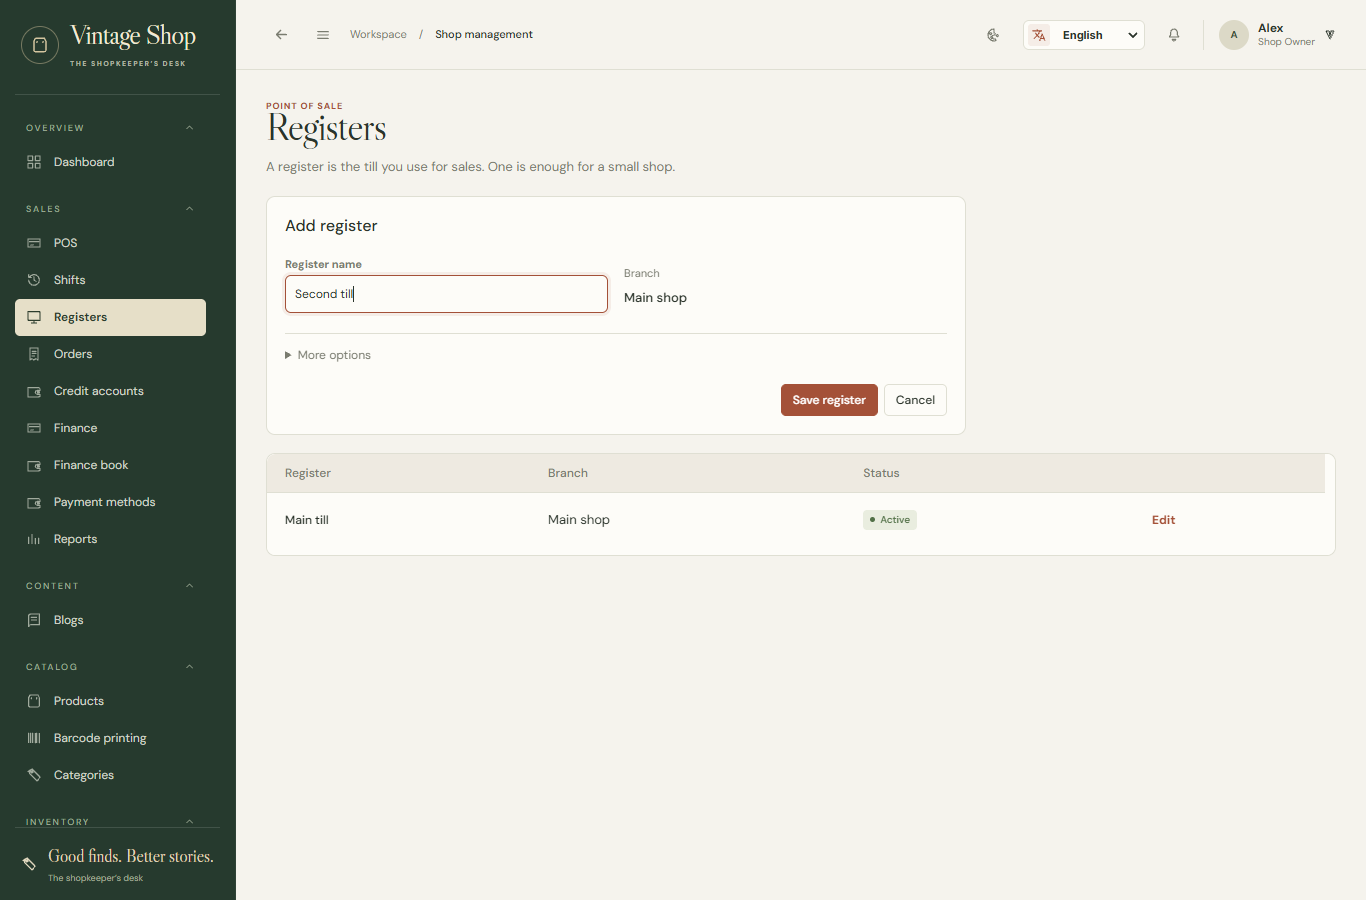 Vintage Shop
THE SHOPKEEPER'S DESK
OVERVIEW
Dashboard
SALES
POS
Shifts
Registers
Orders
Credit accounts
Finance
Finance book
Payment methods
Reports
CONTENT
Blogs
CATALOG
Products
Barcode printing
Categories
INVENTORY
Good finds. Better stories.
The shopkeeper's desk
Workspace / Shop management
English
A
Alex
Shop Owner
POINT OF SALE
Registers
A register is the till you use for sales. One is enough for a small shop.
Add register
Register name
Second till
Branch
Main shop
More options
Save register
Cancel
Register Branch Status
Main till Main shop Active Edit